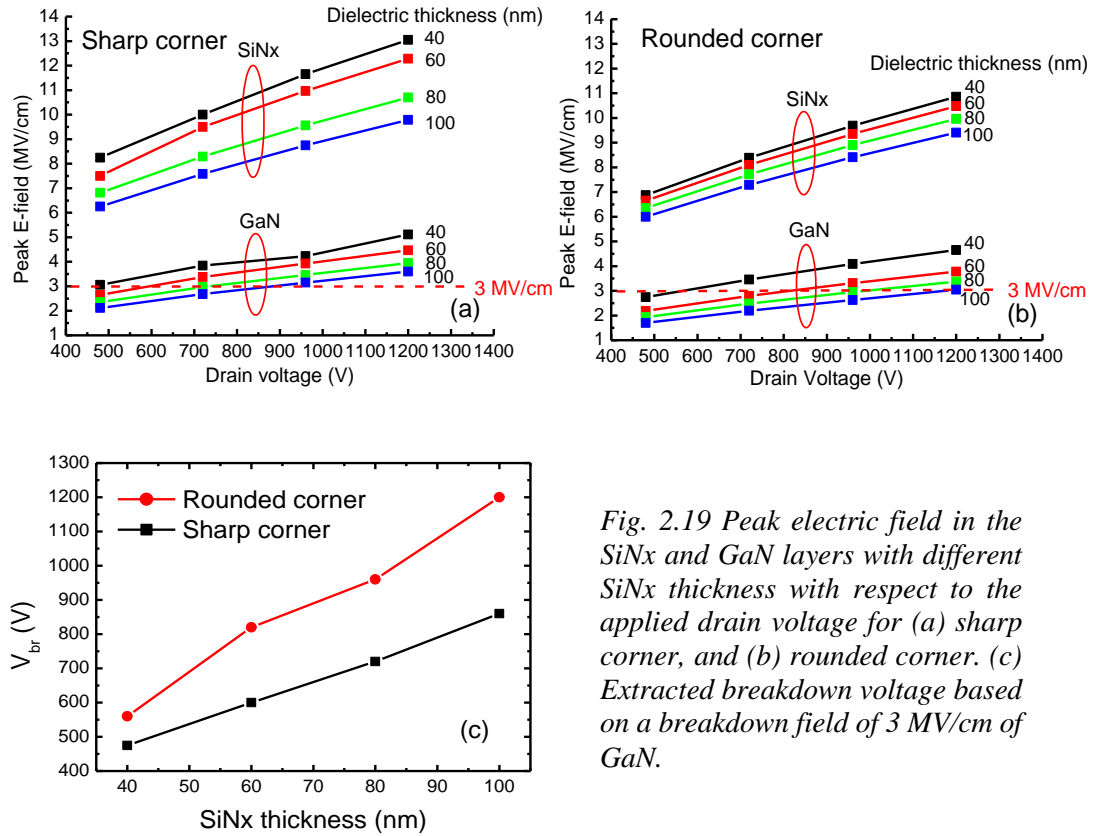 Sharp corner
Dielectric thickness (nm)
SiNx
40
60
80
100
GaN
40
60
80
100
3 MV/cm
(a)
Peak E-field (MV/cm)
14
13
12
11
10
9
8
7
6
5
4
3
2
1
400 500 600 700 800 900 1000 1100 1200 1300 1400
Drain voltage (V)
Rounded corner
Dielectric thickness (nm)
SiNx
40
60
80
100
GaN
40
60
80
100
3 MV/cm
(b)
Peak E-field (MV/cm)
14
13
12
11
10
9
8
7
6
5
4
3
2
1
400 500 600 700 800 900 1000 1100 1200 1300 1400
Drain Voltage (V)
Rounded corner
Sharp corner
(c)
V_br (V)
1300
1200
1100
1000
900
800
700
600
500
400
40 50 60 70 80 90 100
SiNx thickness (nm)
Fig. 2.19 Peak electric field in the
SiNx and GaN layers with different
SiNx thickness with respect to the
applied drain voltage for (a) sharp
corner, and (b) rounded corner. (c)
Extracted breakdown voltage based
on a breakdown field of 3 MV/cm of
GaN.